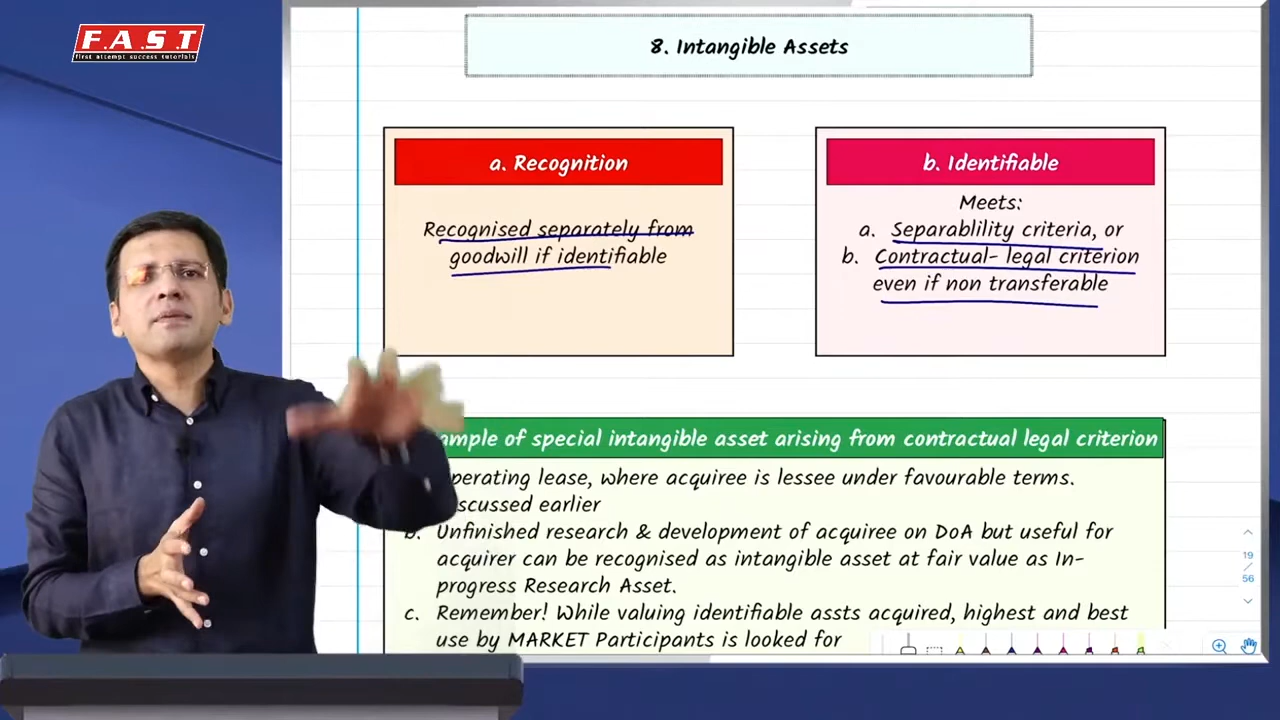 F.A.S.T
first attempt success tutorials
8. Intangible Assets
a. Recognition
Recognised separately from
goodwill if identifiable
b. Identifiable
Meets:
a. Separablility criteria, or
b. Contractual- legal criterion
even if non transferable
ample of special intangible asset arising from contractual legal criterion
perating lease, where acquiree is lessee under favourable terms.
scussed earlier
b. Unfinished research & development of acquiree on DoA but useful for
acquirer can be recognised as intangible asset at fair value as In-
progress Research Asset.
c. Remember! While valuing identifiable assts acquired, highest and best
use by MARKET Participants is looked for
19
/
56